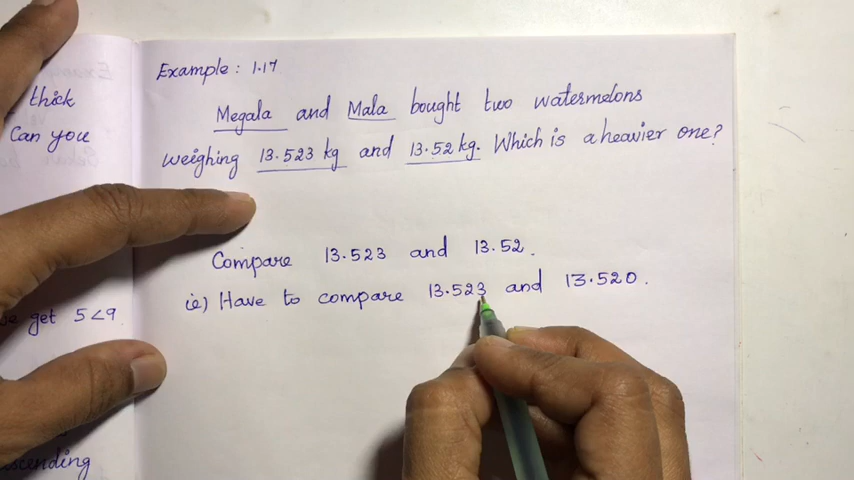 thick
Can you
get 5<9
scending
Example : 1.17
Megala and Mala bought two watermelons
weighing 13.523 kg and 13.52 kg. Which is a heavier one?
Compare 13.523 and 13.52.
ie) Have to compare 13.523 and 13.520.